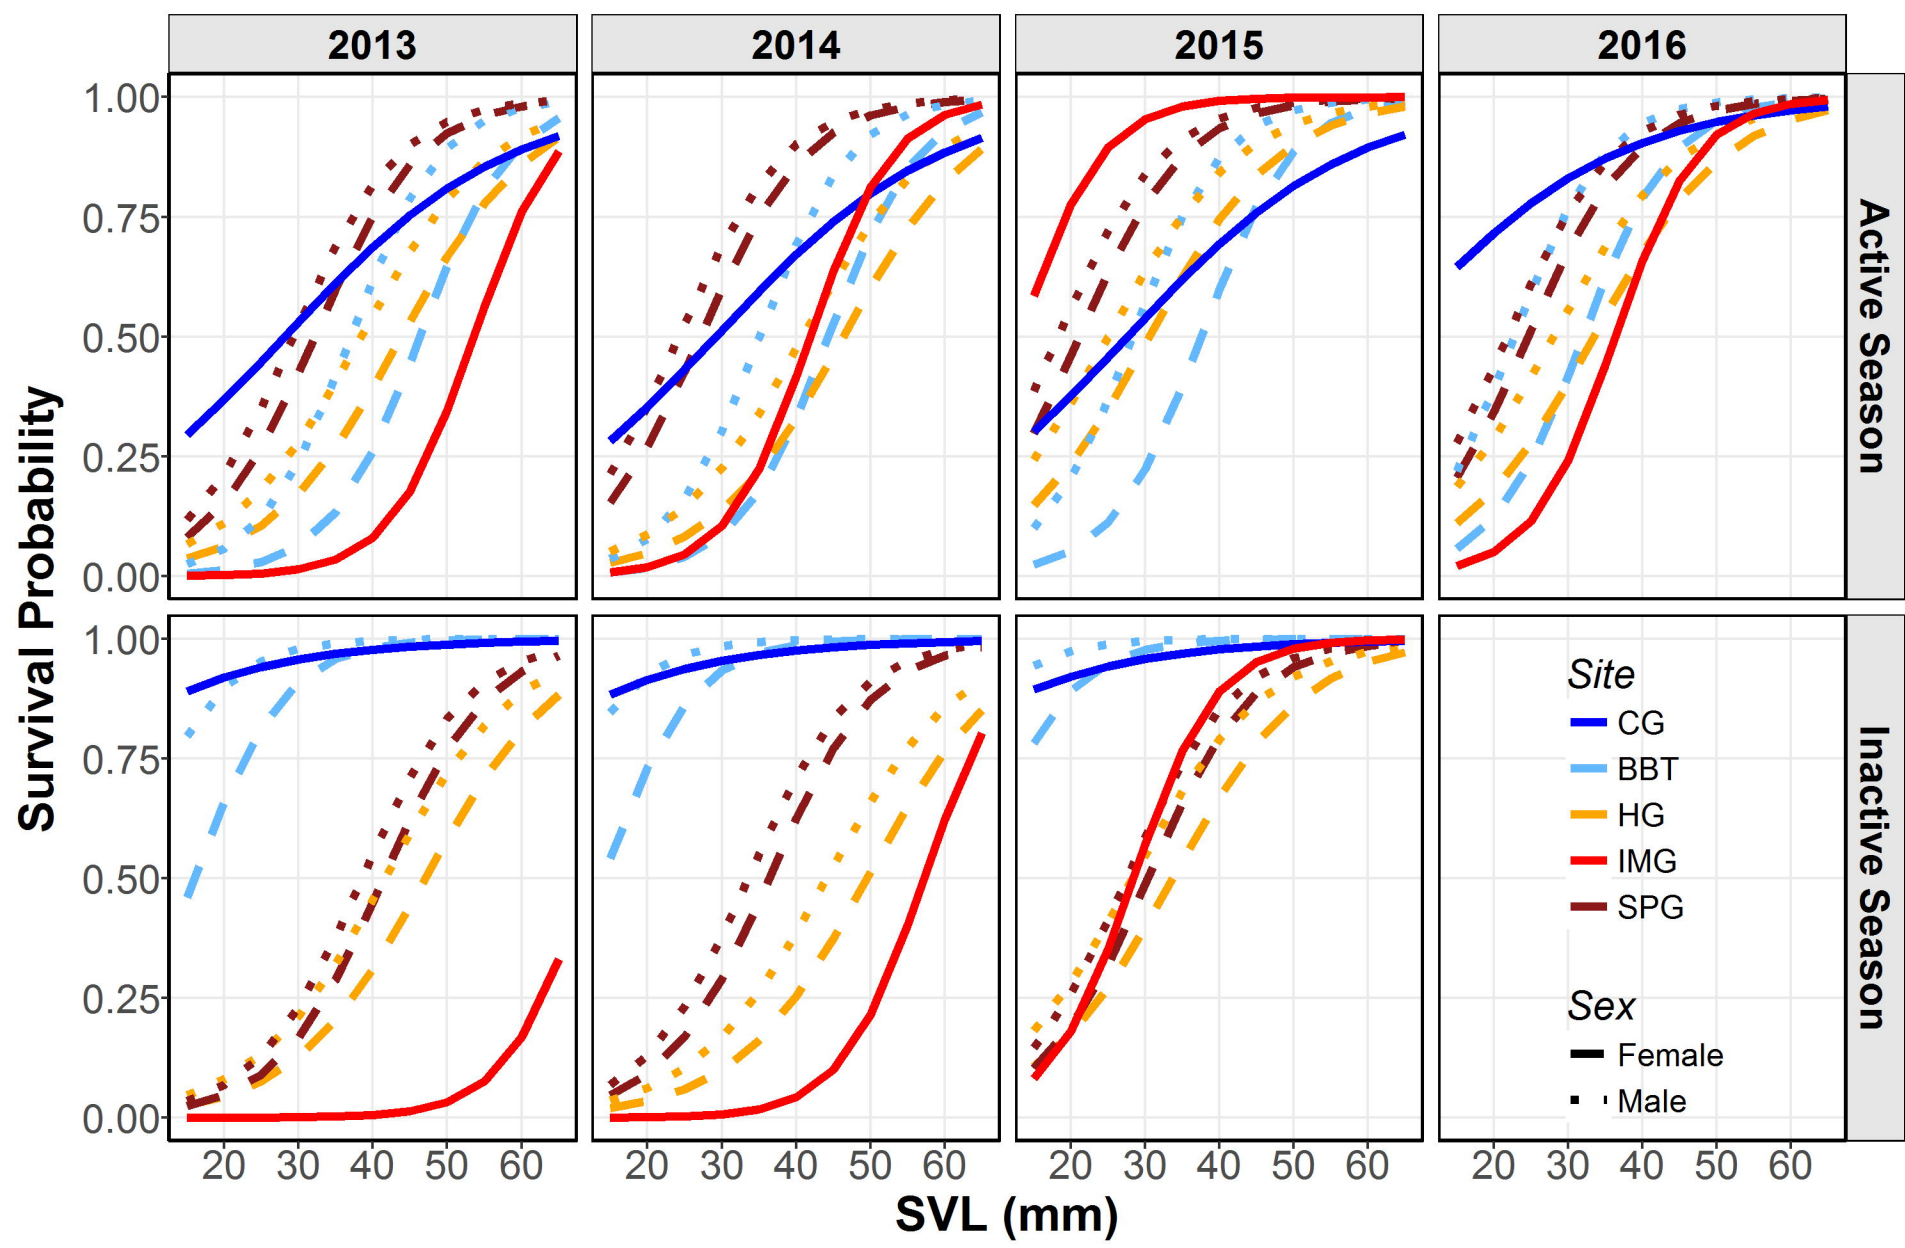 2013 2014 2015 2016
Survival Probability
1.00
0.75
0.50
0.25
0.00
Active Season
1.00
0.75
0.50
0.25
0.00
Inactive Season
Site
CG
BBT
HG
IMG
SPG
Sex
Female
Male
20 30 40 50 60 20 30 40 50 60 20 30 40 50 60 20 30 40 50 60
SVL (mm)